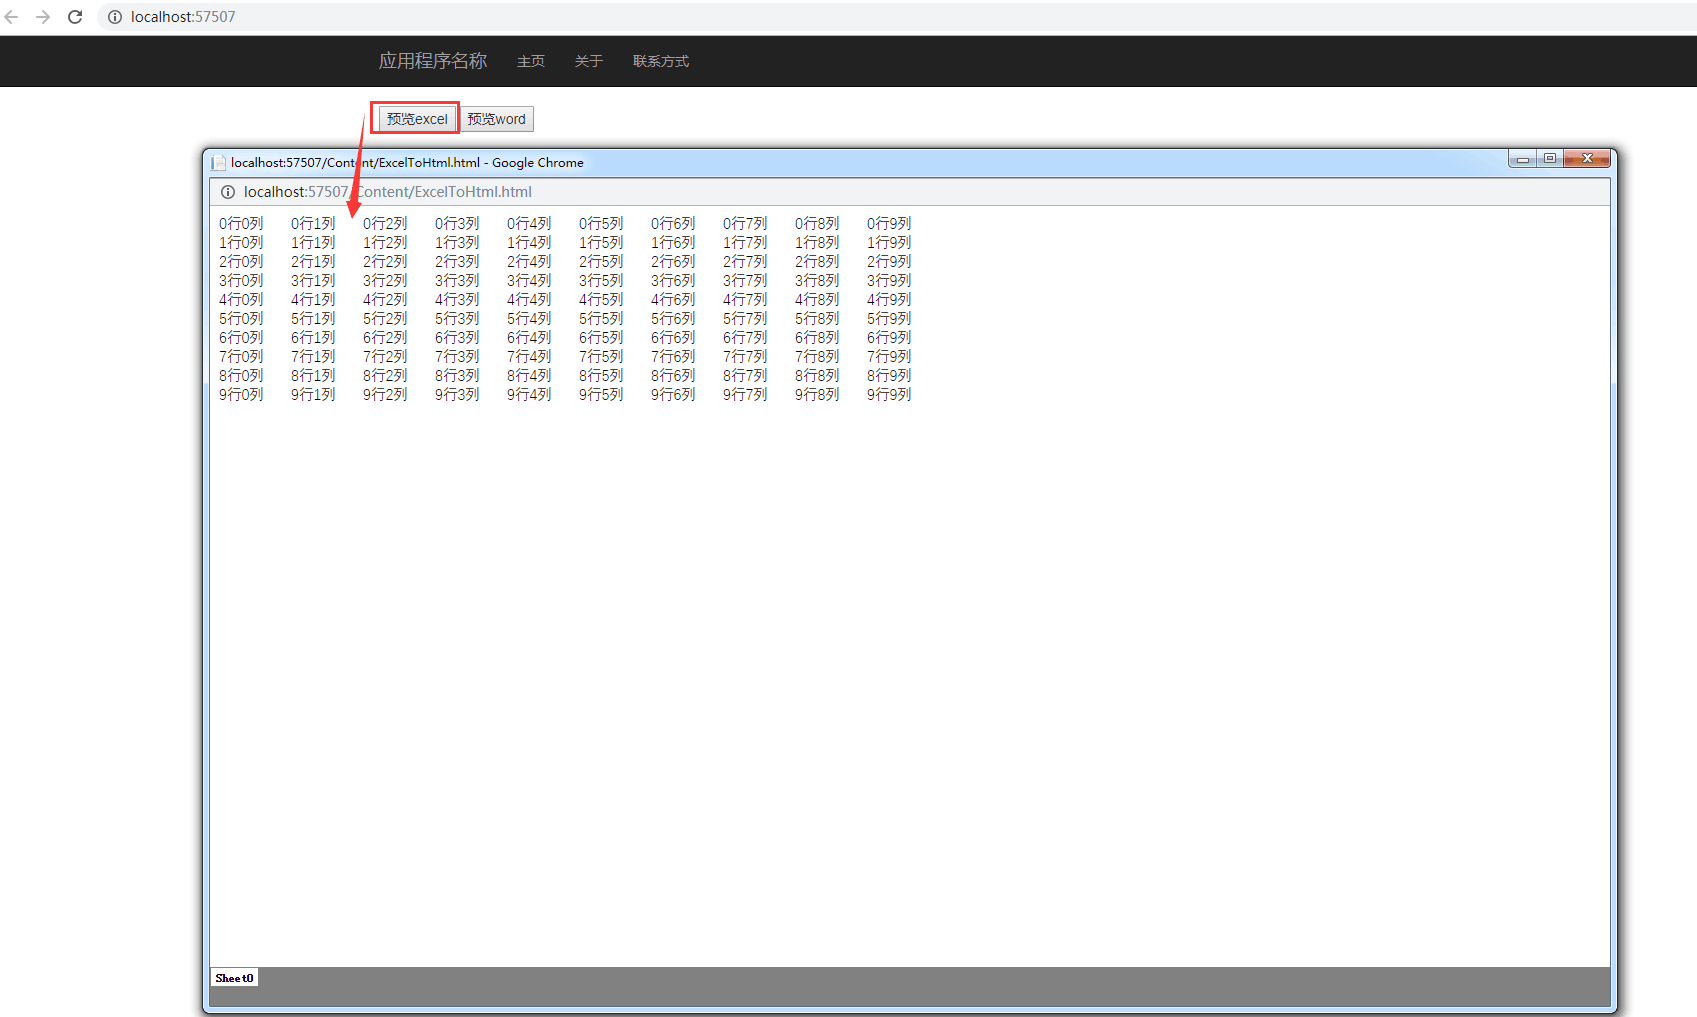 localhost:57507
应用程序名称 主页 关于 联系方式
预览excel 预览word
localhost:57507/Content/ExcelToHtml.html - Google Chrome
localhost:57507/Content/ExcelToHtml.html
0行0列 0行1列 0行2列 0行3列 0行4列 0行5列 0行6列 0行7列 0行8列 0行9列
1行0列 1行1列 1行2列 1行3列 1行4列 1行5列 1行6列 1行7列 1行8列 1行9列
2行0列 2行1列 2行2列 2行3列 2行4列 2行5列 2行6列 2行7列 2行8列 2行9列
3行0列 3行1列 3行2列 3行3列 3行4列 3行5列 3行6列 3行7列 3行8列 3行9列
4行0列 4行1列 4行2列 4行3列 4行4列 4行5列 4行6列 4行7列 4行8列 4行9列
5行0列 5行1列 5行2列 5行3列 5行4列 5行5列 5行6列 5行7列 5行8列 5行9列
6行0列 6行1列 6行2列 6行3列 6行4列 6行5列 6行6列 6行7列 6行8列 6行9列
7行0列 7行1列 7行2列 7行3列 7行4列 7行5列 7行6列 7行7列 7行8列 7行9列
8行0列 8行1列 8行2列 8行3列 8行4列 8行5列 8行6列 8行7列 8行8列 8行9列
9行0列 9行1列 9行2列 9行3列 9行4列 9行5列 9行6列 9行7列 9行8列 9行9列
Sheet0